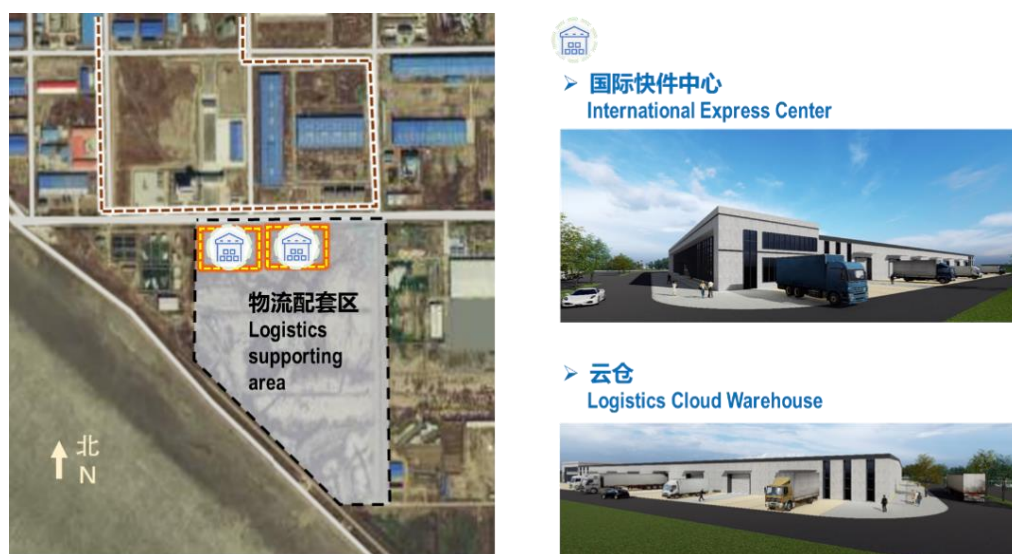 物流配套区
Logistics
supporting
area
北
N
国际快件中心
International Express Center
云仓
Logistics Cloud Warehouse